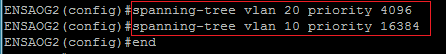 ENSAOG2(config)#spanning-tree vlan 20 priority 4096
ENSAOG2(config)#spanning-tree vlan 10 priority 16384
ENSAOG2(config)#end